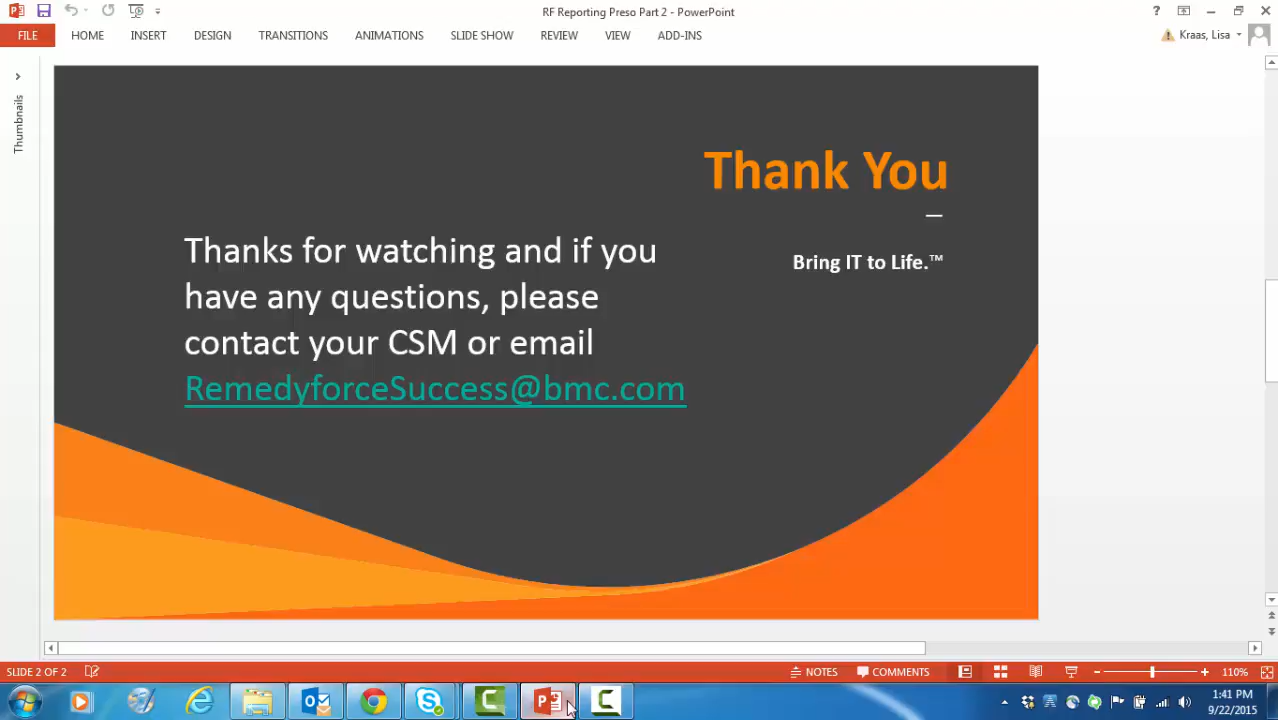 RF Reporting Preso Part 2 - PowerPoint
FILE HOME INSERT DESIGN TRANSITIONS ANIMATIONS SLIDE SHOW REVIEW VIEW ADD-INS Kraas, Lisa
Thumbnails
Thank You
Bring IT to Life.™
Thanks for watching and if you
have any questions, please
contact your CSM or email
RemedyforceSuccess@bmc.com
SLIDE 2 OF 2 NOTES COMMENTS 110%
1:41 PM
9/22/2015